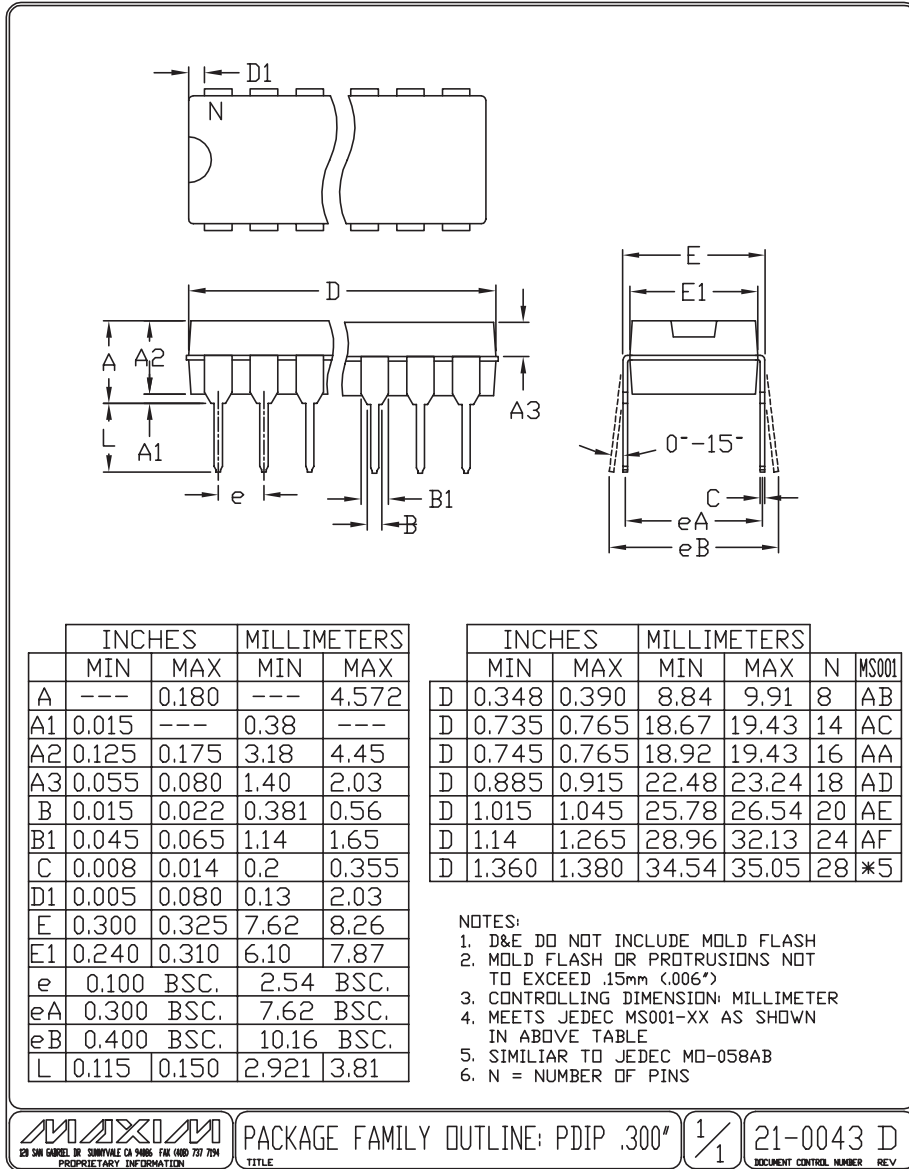 D1
N
D
E
E1
A
A2
A3
L
A1
0°-15°
e
B1
B
C
eA
eB
INCHES MILLIMETERS
MIN MAX MIN MAX
A --- 0.180 --- 4.572
A1 0.015 --- 0.38 ---
A2 0.125 0.175 3.18 4.45
A3 0.055 0.080 1.40 2.03
B 0.015 0.022 0.381 0.56
B1 0.045 0.065 1.14 1.65
C 0.008 0.014 0.2 0.355
D1 0.005 0.080 0.13 2.03
E 0.300 0.325 7.62 8.26
E1 0.240 0.310 6.10 7.87
e 0.100 BSC. 2.54 BSC.
eA 0.300 BSC. 7.62 BSC.
eB 0.400 BSC. 10.16 BSC.
L 0.115 0.150 2.921 3.81
INCHES MILLIMETERS
MIN MAX MIN MAX N MS001
D 0.348 0.390 8.84 9.91 8 AB
D 0.735 0.765 18.67 19.43 14 AC
D 0.745 0.765 18.92 19.43 16 AA
D 0.885 0.915 22.48 23.24 18 AD
D 1.015 1.045 25.78 26.54 20 AE
D 1.14 1.265 28.96 32.13 24 AF
D 1.360 1.380 34.54 35.05 28 *5
NOTES:
1. D&E DO NOT INCLUDE MOLD FLASH
2. MOLD FLASH OR PROTRUSIONS NOT
TO EXCEED .15mm (.006")
3. CONTROLLING DIMENSION: MILLIMETER
4. MEETS JEDEC MS001-XX AS SHOWN
IN ABOVE TABLE
5. SIMILIAR TO JEDEC MO-058AB
6. N = NUMBER OF PINS
MAXIM
120 SAN GABRIEL DR SUNNYVALE CA 94086 FAX (408) 737 7194
PROPRIETARY INFORMATION
PACKAGE FAMILY OUTLINE: PDIP .300"
TITLE
1/1
21-0043 D
DOCUMENT CONTROL NUMBER REV